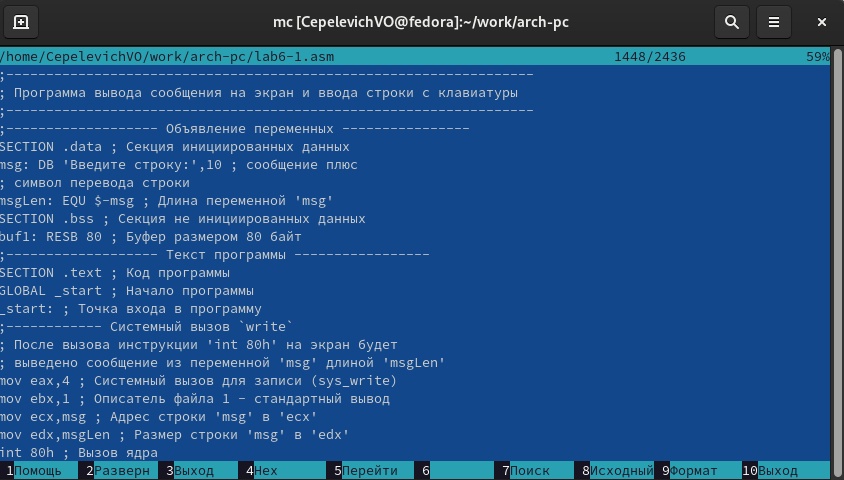 mc [CepelevichVO@fedora]:~/work/arch-pc
/home/CepelevichVO/work/arch-pc/lab6-1.asm 1448/2436 59%
;------------------------------------------------------------------
; Программа вывода сообщения на экран и ввода строки с клавиатуры
;------------------------------------------------------------------
;------------------- Объявление переменных ----------------
SECTION .data ; Секция инициированных данных
msg: DB 'Введите строку:',10 ; сообщение плюс
; символ перевода строки
msgLen: EQU $-msg ; Длина переменной 'msg'
SECTION .bss ; Секция не инициированных данных
buf1: RESB 80 ; Буфер размером 80 байт
;------------------- Текст программы -----------------
SECTION .text ; Код программы
GLOBAL _start ; Начало программы
_start: ; Точка входа в программу
;------------ Системный вызов `write`
; После вызова инструкции 'int 80h' на экран будет
; выведено сообщение из переменной 'msg' длиной 'msgLen'
mov eax,4 ; Системный вызов для записи (sys_write)
mov ebx,1 ; Описатель файла 1 - стандартный вывод
mov ecx,msg ; Адрес строки 'msg' в 'ecx'
mov edx,msgLen ; Размер строки 'msg' в 'edx'
int 80h ; Вызов ядра
1Помощь 2Разверн 3Выход 4Hex 5Перейти 6 7Поиск 8Исходный 9Формат 10Выход